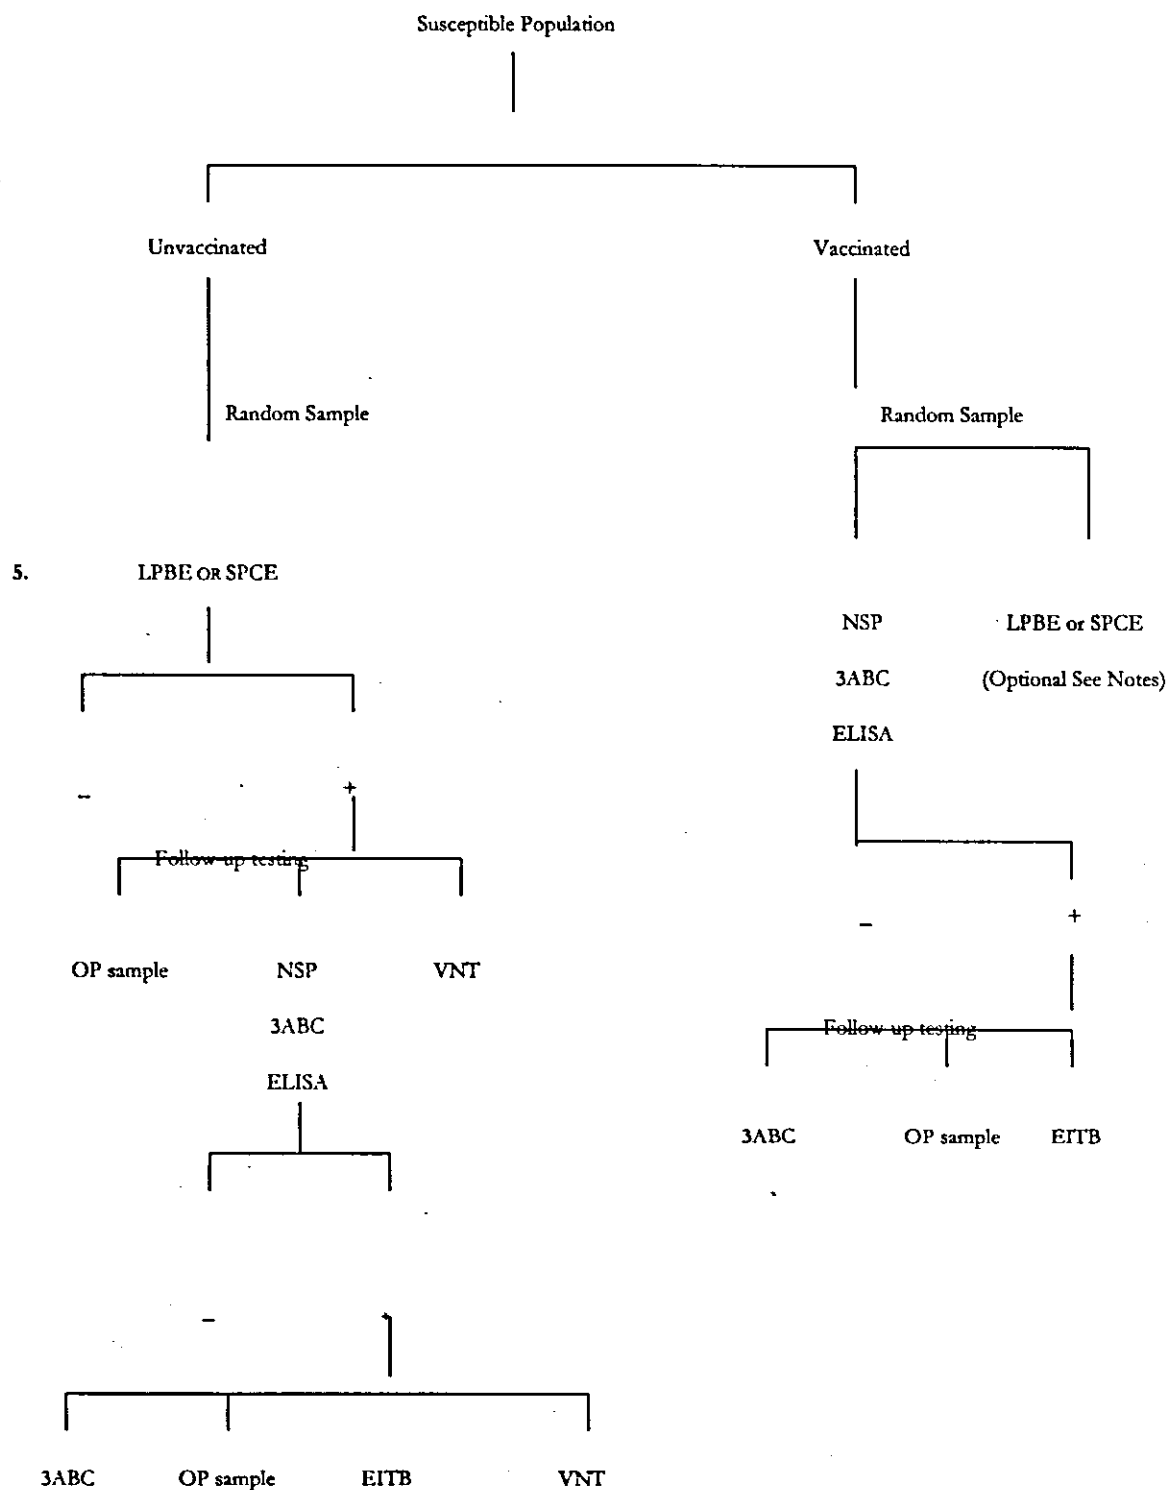 Susceptible Population
Unvaccinated Vaccinated
Random Sample Random Sample
5. LPBE OR SPCE
NSP LPBE or SPCE
3ABC (Optional See Notes)
ELISA
– +
Follow-up testing
– +
OP sample NSP VNT
3ABC Follow-up testing
ELISA
3ABC OP sample EITB
– +
3ABC OP sample EITB VNT